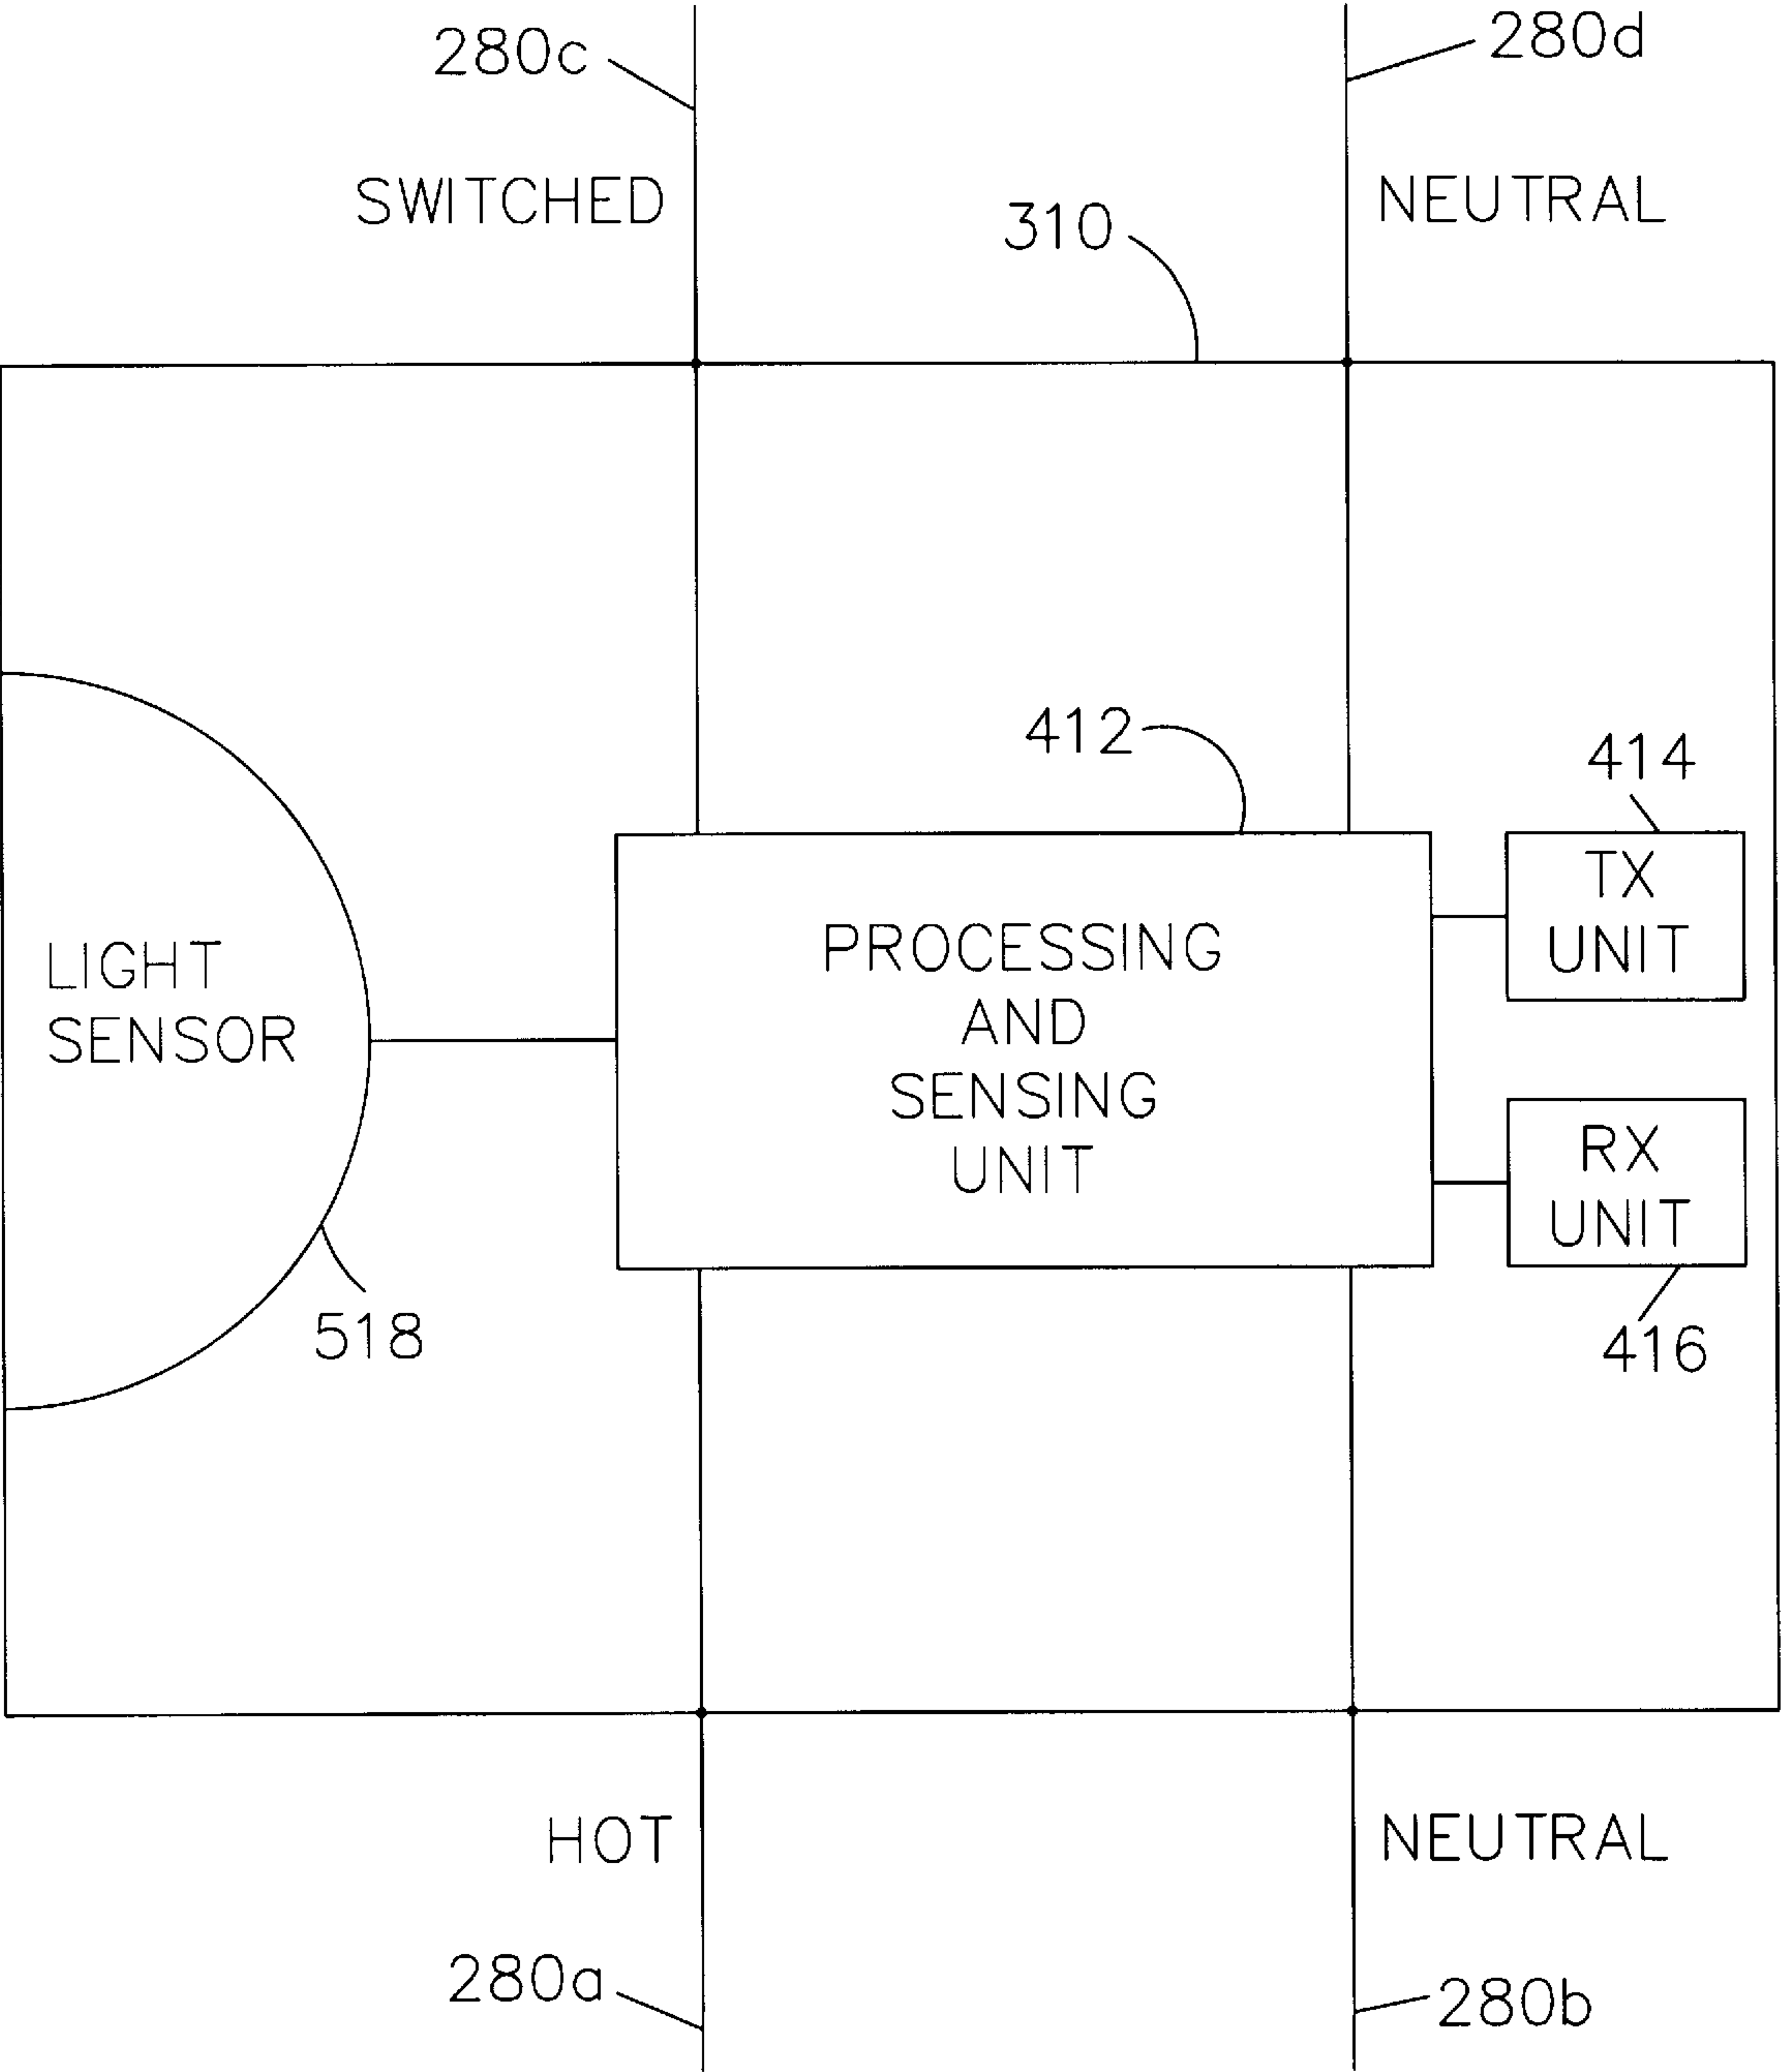 280c
280d
SWITCHED
NEUTRAL
310
412
414
TX
UNIT
LIGHT
SENSOR
PROCESSING
AND
SENSING
UNIT
RX
UNIT
518
416
HOT
NEUTRAL
280a
280b